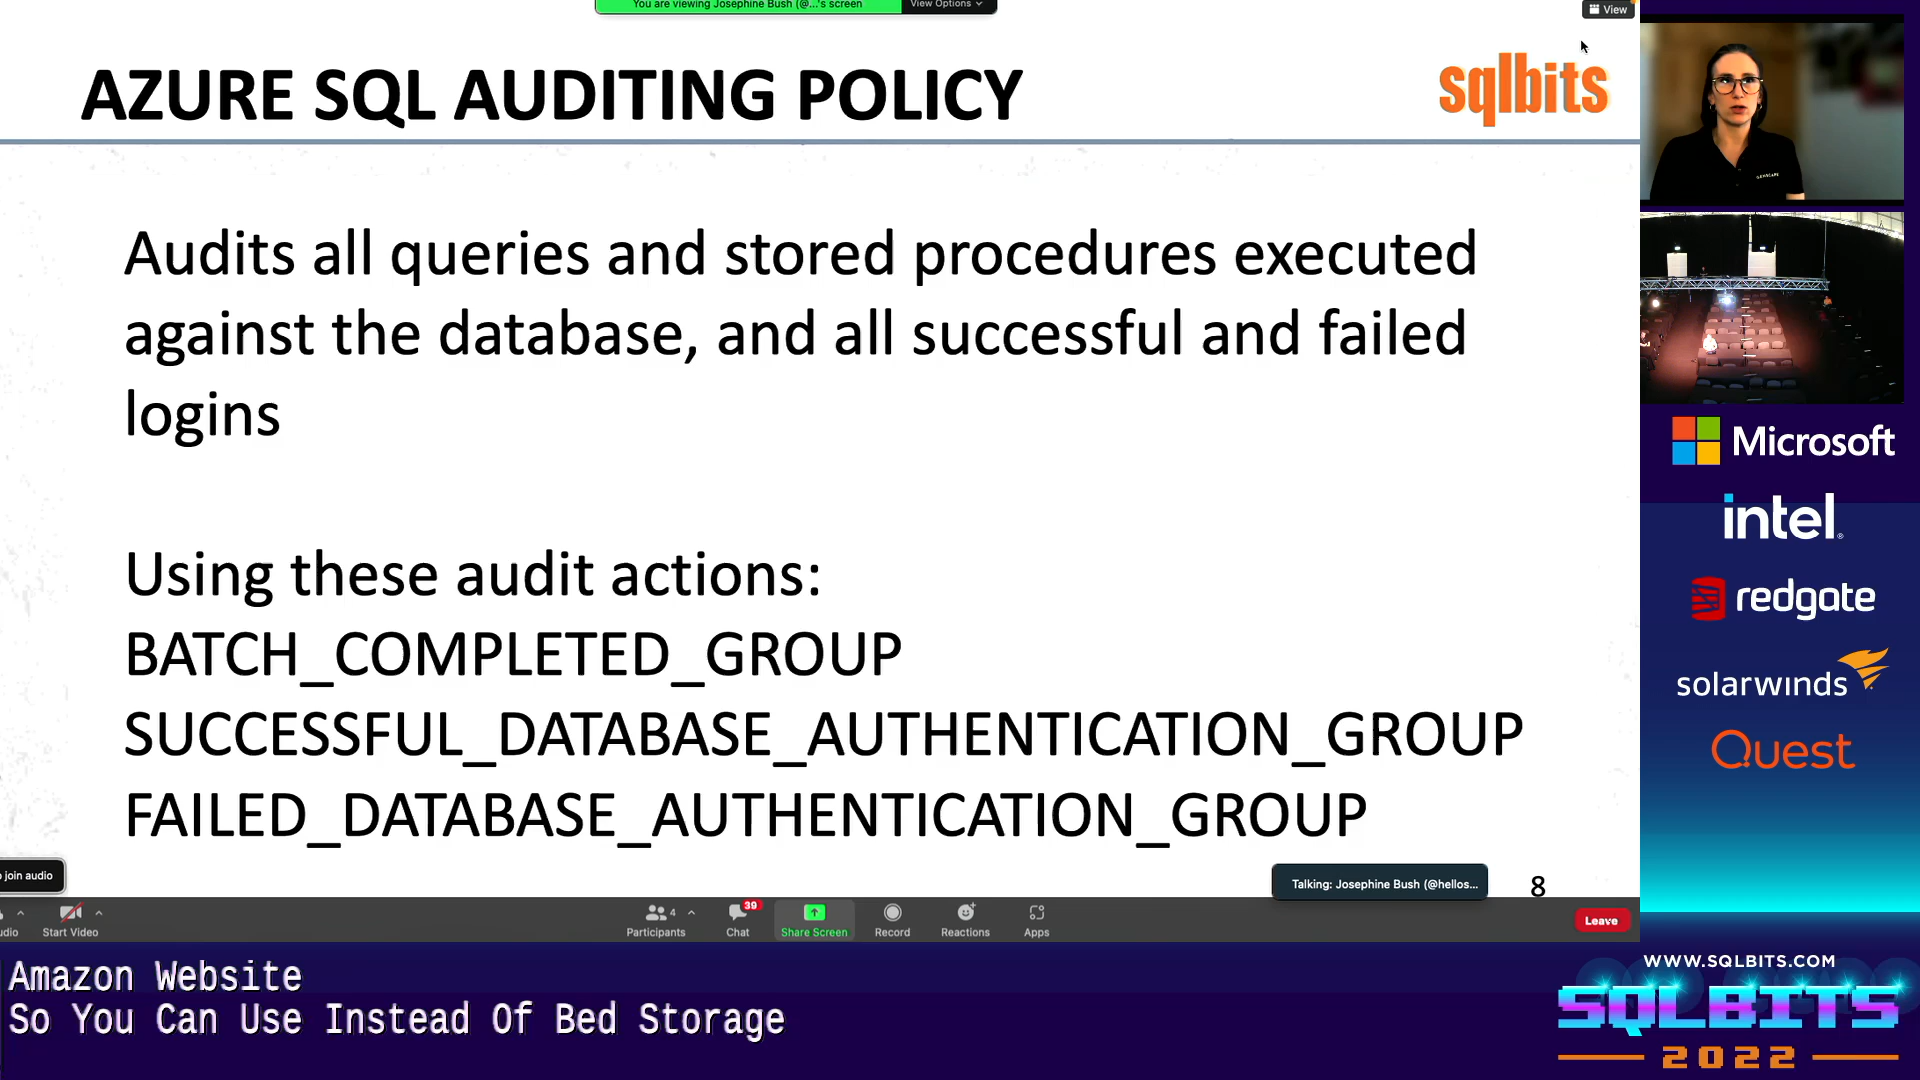 You are viewing Josephine Bush (@...'s screen
View Options
View
AZURE SQL AUDITING POLICY
sqlbits
Audits all queries and stored procedures executed
against the database, and all successful and failed
logins
Using these audit actions:
BATCH_COMPLETED_GROUP
SUCCESSFUL_DATABASE_AUTHENTICATION_GROUP
FAILED_DATABASE_AUTHENTICATION_GROUP
join audio
Talking: Josephine Bush (@hellos...
8
Start Video
4
Participants
39
Chat
Share Screen
Record
Reactions
Apps
Leave
Microsoft
intel.
redgate
solarwinds
Quest
Amazon Website
So You Can Use Instead Of Bed Storage
WWW.SQLBITS.COM
SQLBITS
2022